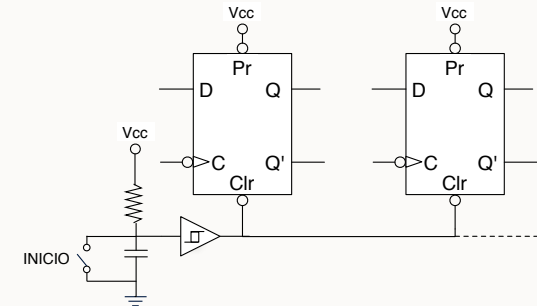 Vcc Vcc
Pr Pr
D Q D Q
Vcc
C Q' C Q'
Clr Clr
INICIO